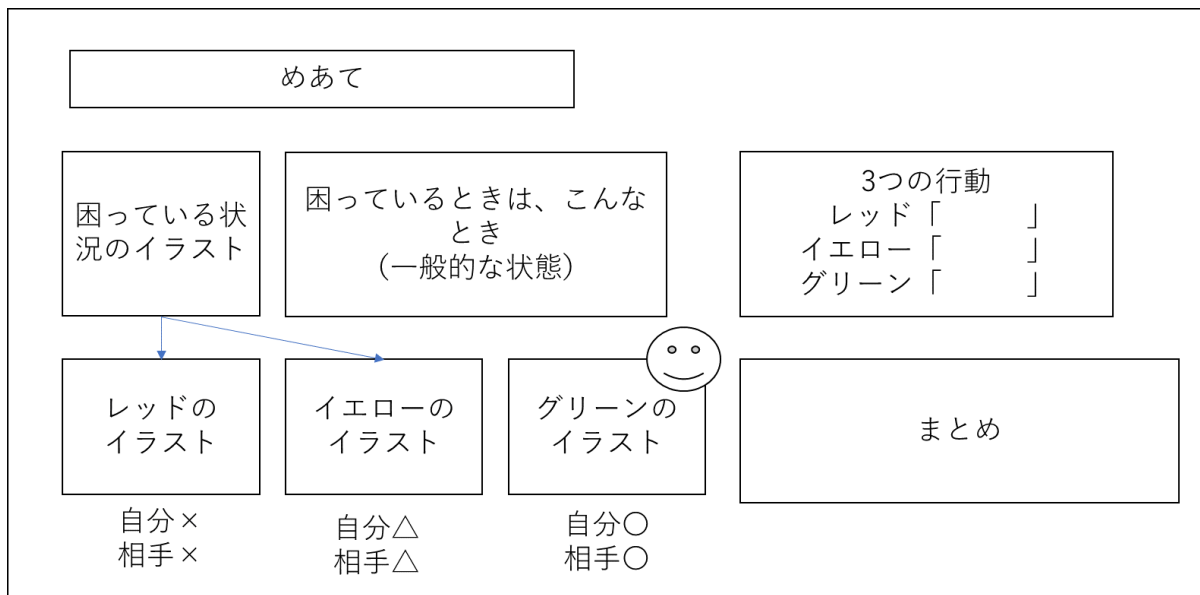 めあて
困っている状
況のイラスト
困っているときは、こんな
とき
（一般的な状態）
3つの行動
レッド「　　　」
イエロー「　　　」
グリーン「　　　」
レッドの
イラスト
イエローの
イラスト
グリーンの
イラスト
まとめ
自分×
相手×
自分△
相手△
自分〇
相手〇